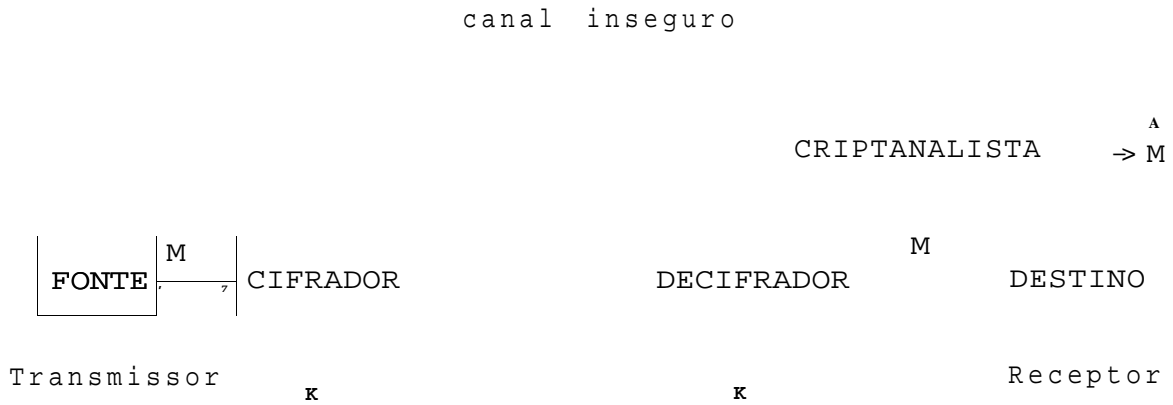 canal inseguro
A
CRIPTANALISTA -> M
M M
FONTE CIFRADOR DECIFRADOR DESTINO
Transmissor Receptor
K K